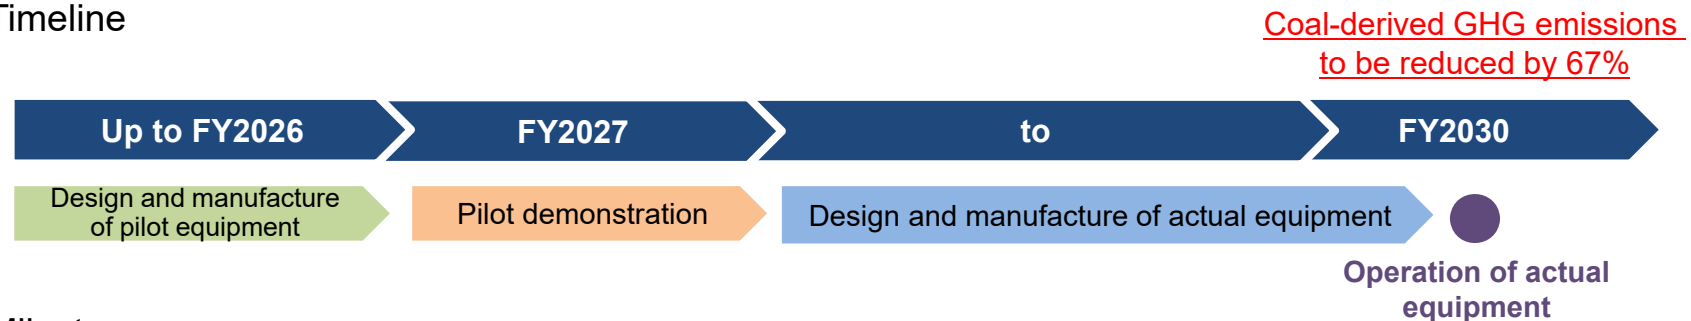 Timeline
Coal-derived GHG emissions
to be reduced by 67%
Up to FY2026
FY2027
to
FY2030
Design and manufacture
of pilot equipment
Pilot demonstration
Design and manufacture of actual equipment
Operation of actual
equipment